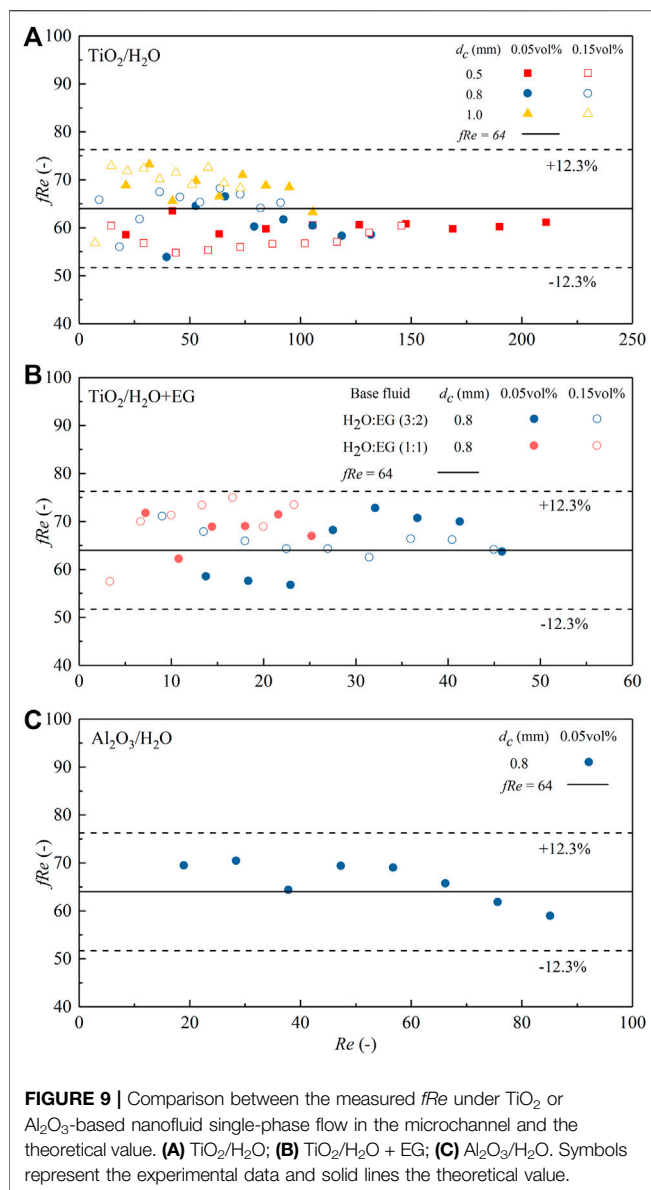 A
TiO₂/H₂O
d_c (mm) 0.05vol% 0.15vol%
0.5
0.8
1.0
fRe = 64
+12.3%
-12.3%
fRe (-)
100
90
80
70
60
50
40
0 50 100 150 200 250
B
TiO₂/H₂O+EG
Base fluid d_c (mm) 0.05vol% 0.15vol%
H₂O:EG (3:2) 0.8
H₂O:EG (1:1) 0.8
fRe = 64
+12.3%
-12.3%
fRe (-)
100
90
80
70
60
50
40
0 10 20 30 40 50 60
C
Al₂O₃/H₂O
d_c (mm) 0.05vol%
0.8
fRe = 64
+12.3%
-12.3%
fRe (-)
100
90
80
70
60
50
40
0 20 40 60 80 100
Re (-)
FIGURE 9 | Comparison between the measured fRe under TiO₂ or
Al₂O₃-based nanofluid single-phase flow in the microchannel and the
theoretical value. (A) TiO₂/H₂O; (B) TiO₂/H₂O + EG; (C) Al₂O₃/H₂O. Symbols
represent the experimental data and solid lines the theoretical value.